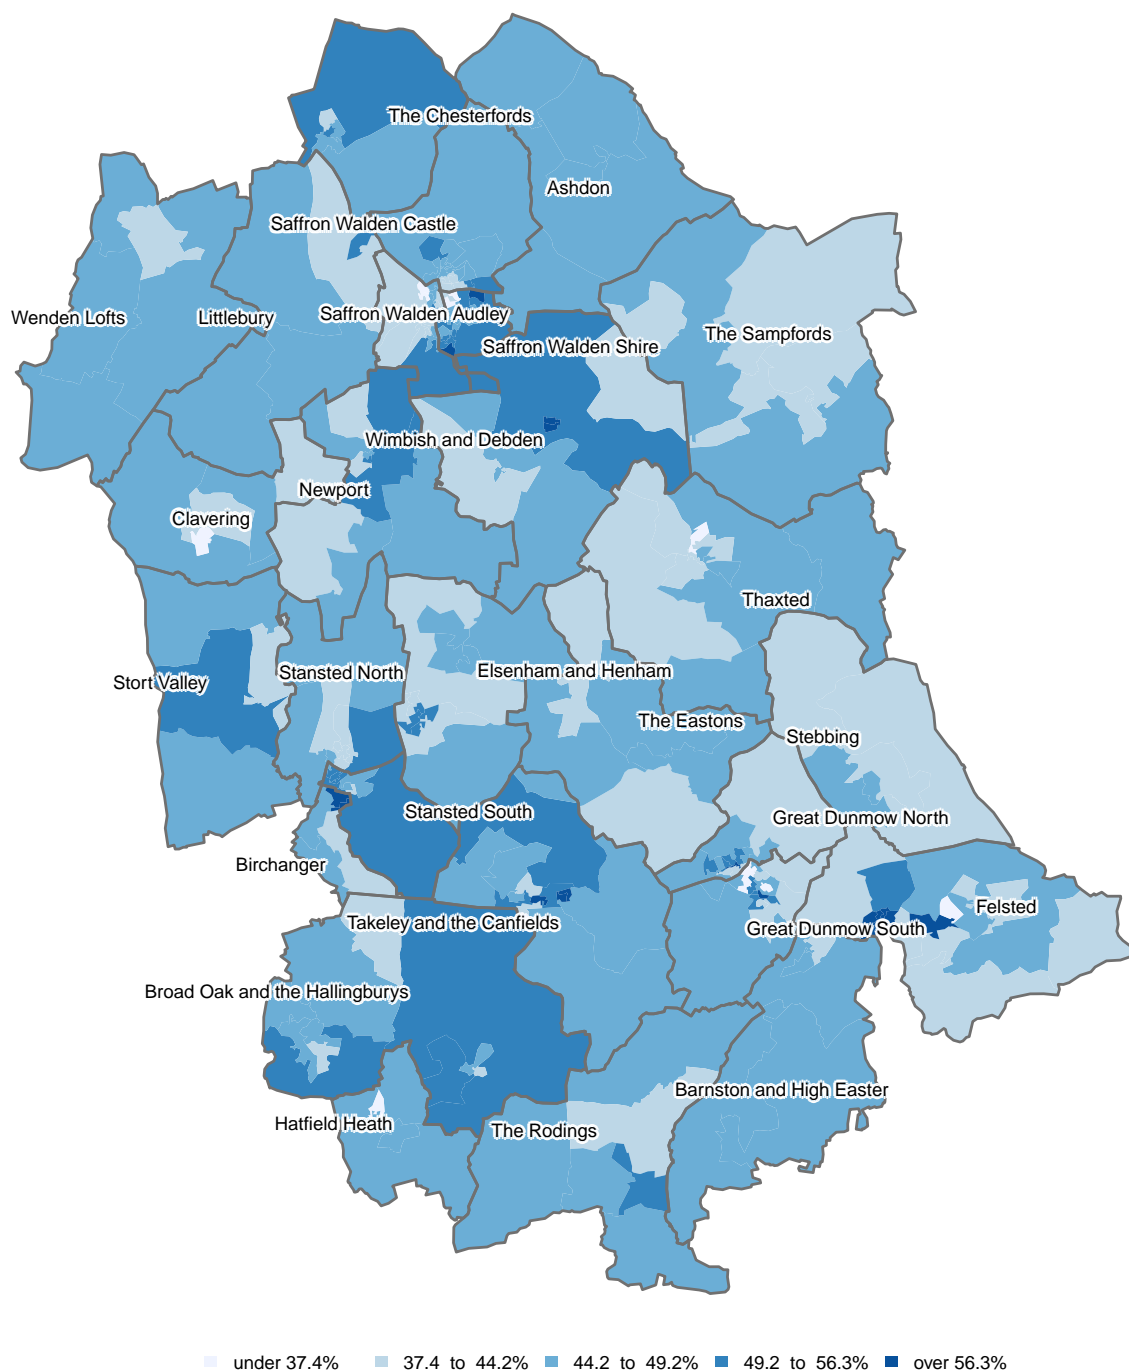 The Chesterfords
Ashdon
Saffron Walden Castle
Wenden Lofts
Littlebury
Saffron Walden Audley
Saffron Walden Shire
The Sampfords
Wimbish and Debden
Newport
Clavering
Thaxted
Stort Valley
Stansted North
Elsenham and Henham
The Eastons
Stebbing
Stansted South
Great Dunmow North
Birchanger
Felsted
Takeley and the Canfields
Great Dunmow South
Broad Oak and the Hallingburys
Barnston and High Easter
Hatfield Heath
The Rodings
under 37.4% 37.4 to 44.2% 44.2 to 49.2% 49.2 to 56.3% over 56.3%